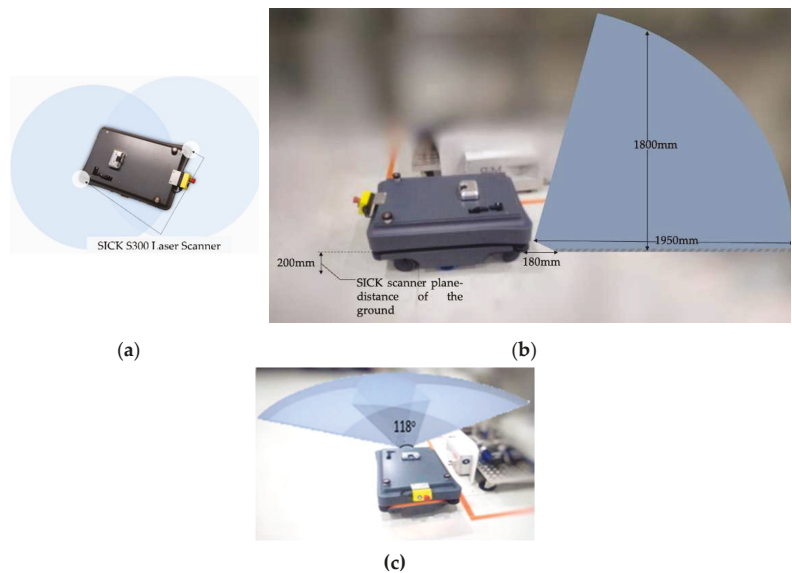 SICK S300 Laser Scanner
(a)
1800mm
1950mm
180mm
200mm
SICK scanner plane-
distance of the
ground
(b)
118°
(c)